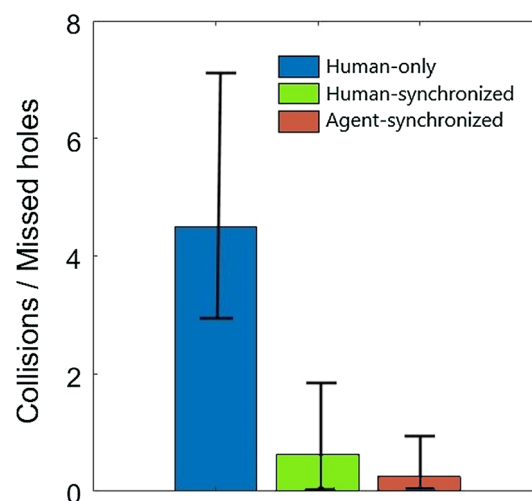 Collisions / Missed holes
8
6
4
2
0
Human-only
Human-synchronized
Agent-synchronized